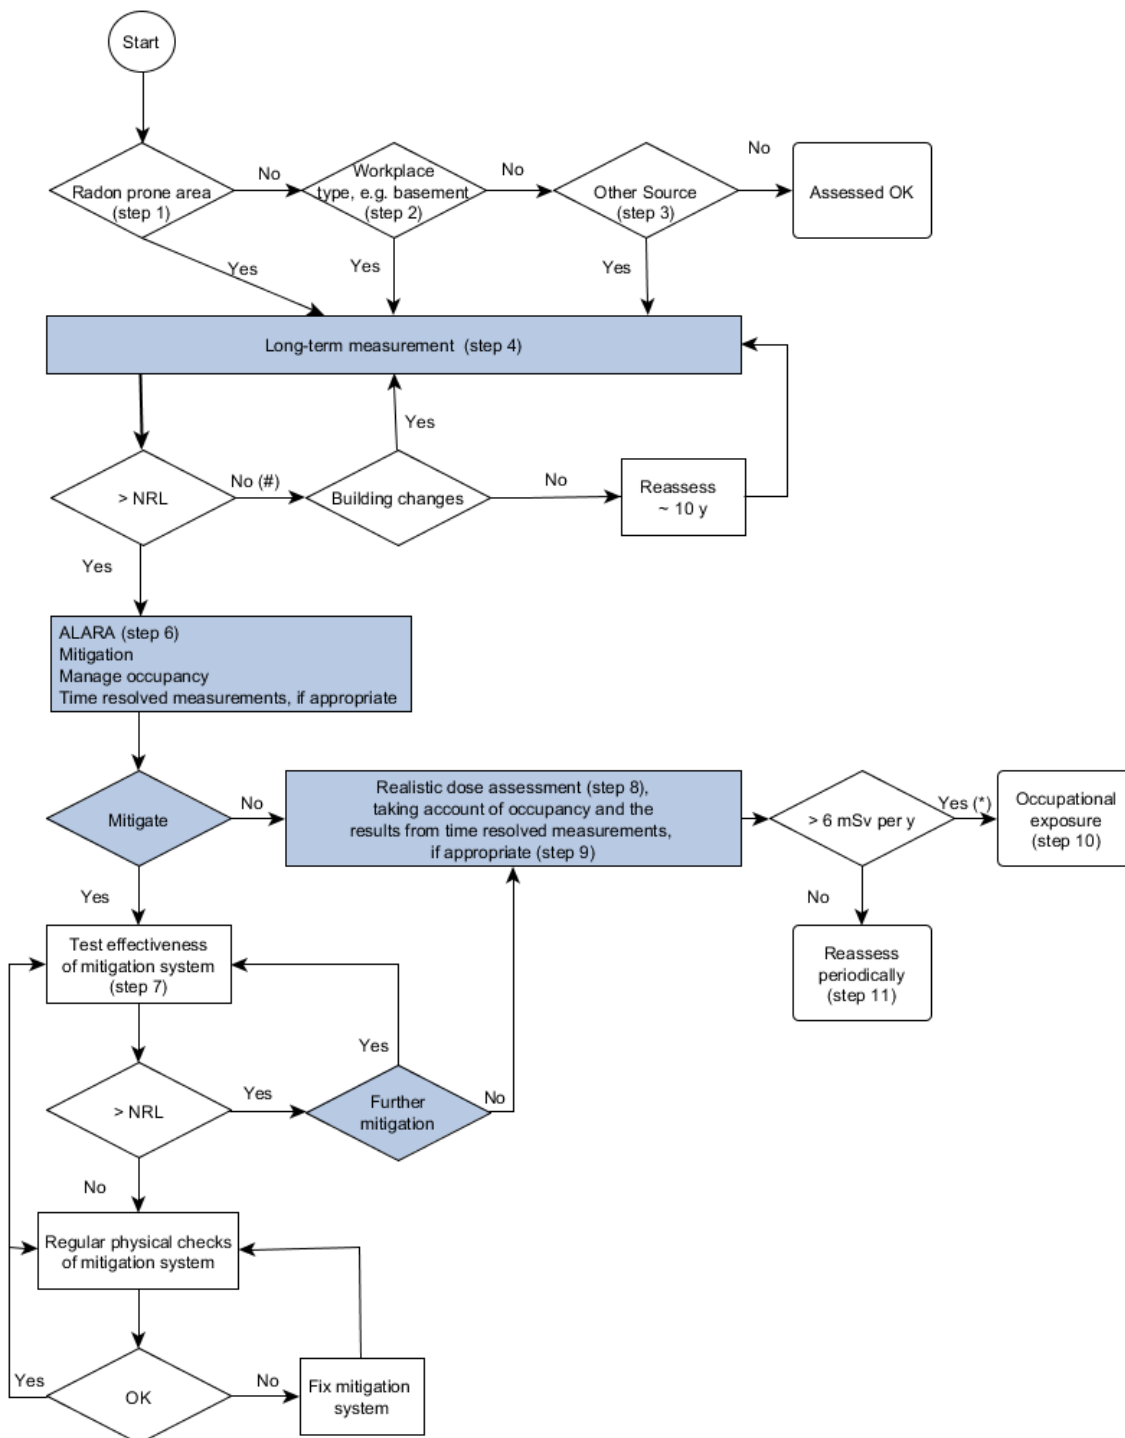 Start
Radon prone area
(step 1)
No
Workplace
type, e.g. basement
(step 2)
No
Other Source
(step 3)
No
Assessed OK
Yes
Yes
Yes
Long-term measurement (step 4)
> NRL
No (#)
Building changes
Yes
No
Reassess
~ 10 y
Yes
ALARA (step 6)
Mitigation
Manage occupancy
Time resolved measurements, if appropriate
Mitigate
No
Realistic dose assessment (step 8),
taking account of occupancy and the
results from time resolved measurements,
if appropriate (step 9)
> 6 mSv per y
Yes (*)
Occupational
exposure
(step 10)
No
Reassess
periodically
(step 11)
Yes
Test effectiveness
of mitigation system
(step 7)
> NRL
Yes
Yes
Further
mitigation
No
No
Regular physical checks
of mitigation system
OK
Yes
No
Fix mitigation
system